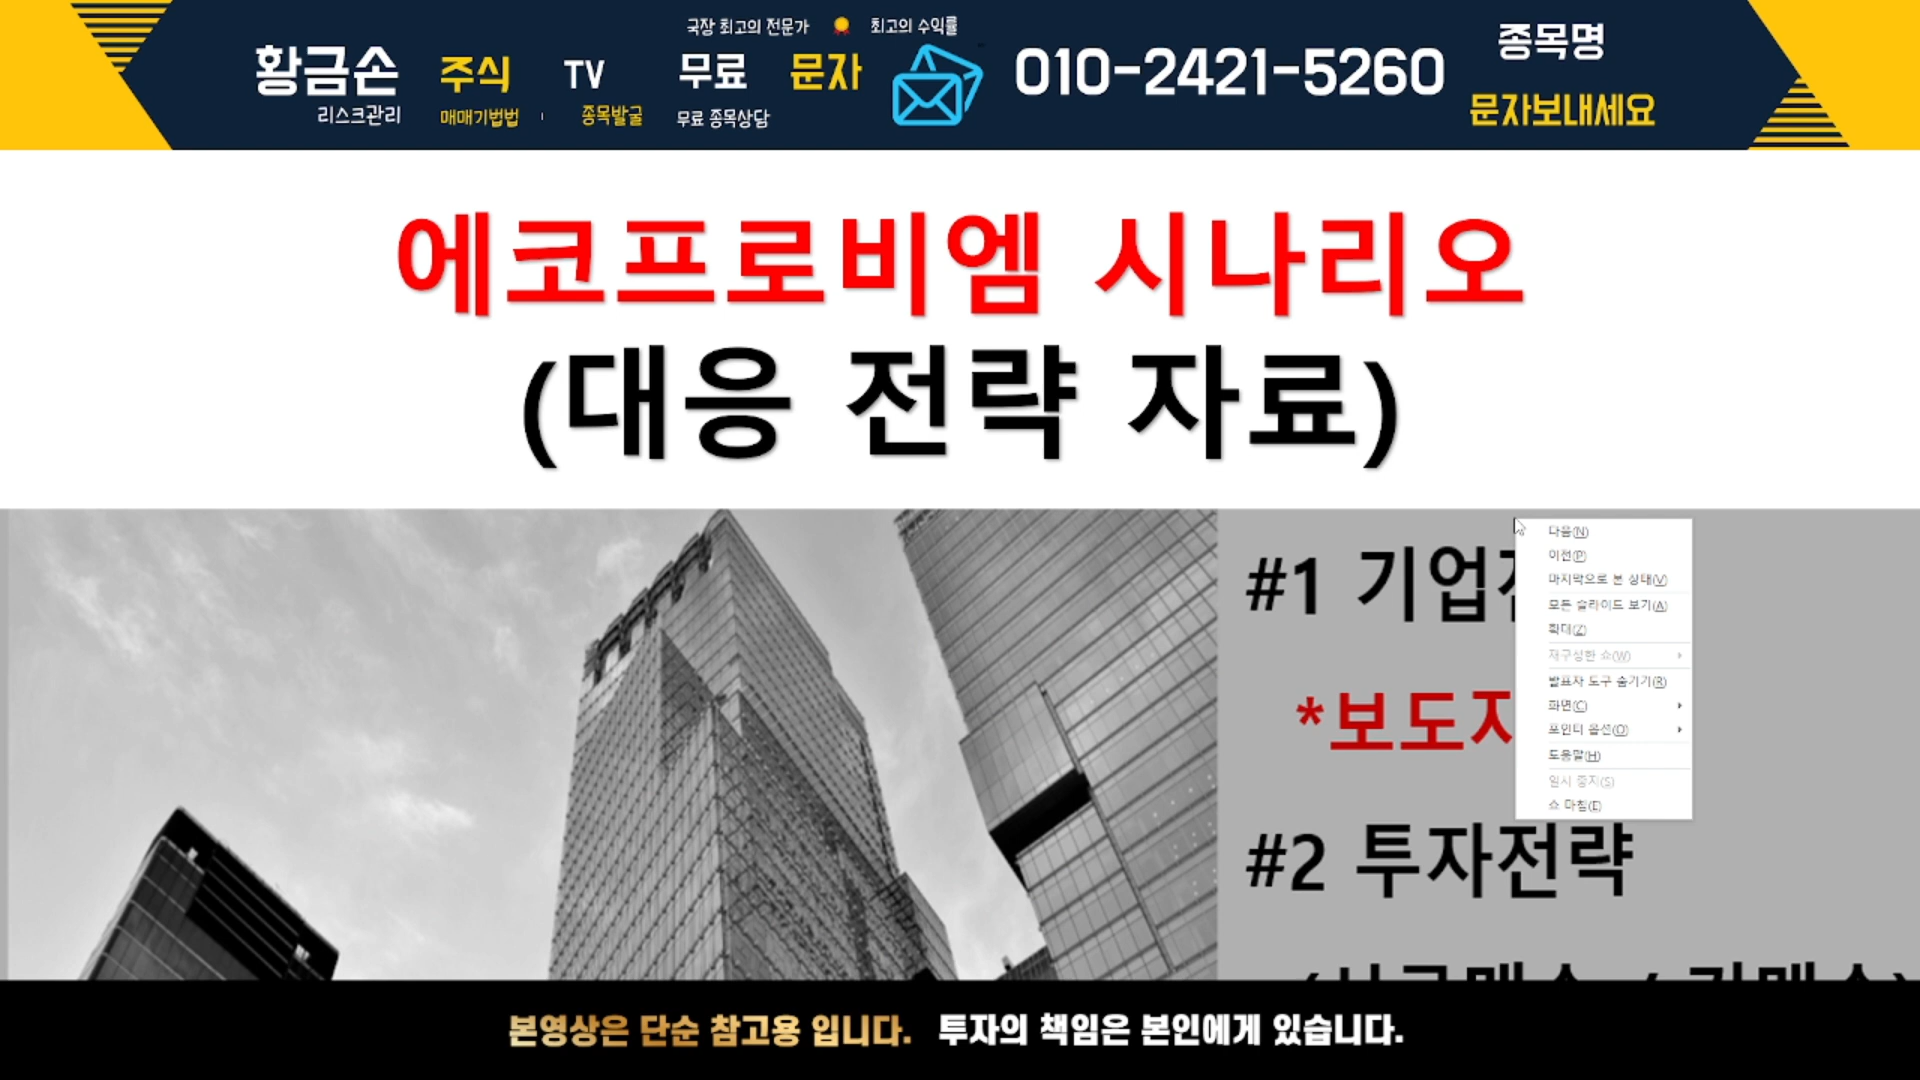 국장 최고의 전문가 최고의 수익률
황금손 주식 TV 무료 문자 010-2421-5260 종목명
리스크관리 매매기법법 종목발굴 무료 종목상담 문자보내세요
에코프로비엠 시나리오
(대응 전략 자료)
#1 기업
*보도
#2 투자전략
다음(N)
이전(P)
마지막으로 본 상태(V)
모든 슬라이드 보기(A)
확대(Z)
재구성한 쇼(W)
발표자 도구 숨기기(R)
화면(C)
포인터 옵션(O)
도움말(H)
일시 중지(S)
쇼 마침(E)
본영상은 단순 참고용 입니다. 투자의 책임은 본인에게 있습니다.